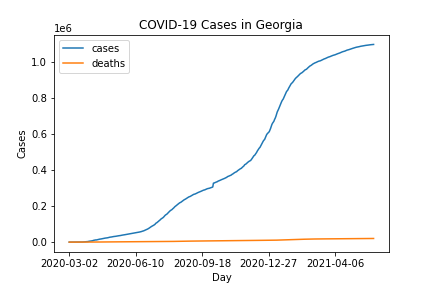 COVID-19 Cases in Georgia
1e6
cases
deaths
1.0
0.8
0.6
0.4
0.2
0.0
Cases
2020-03-02 2020-06-10 2020-09-18 2020-12-27 2021-04-06
Day